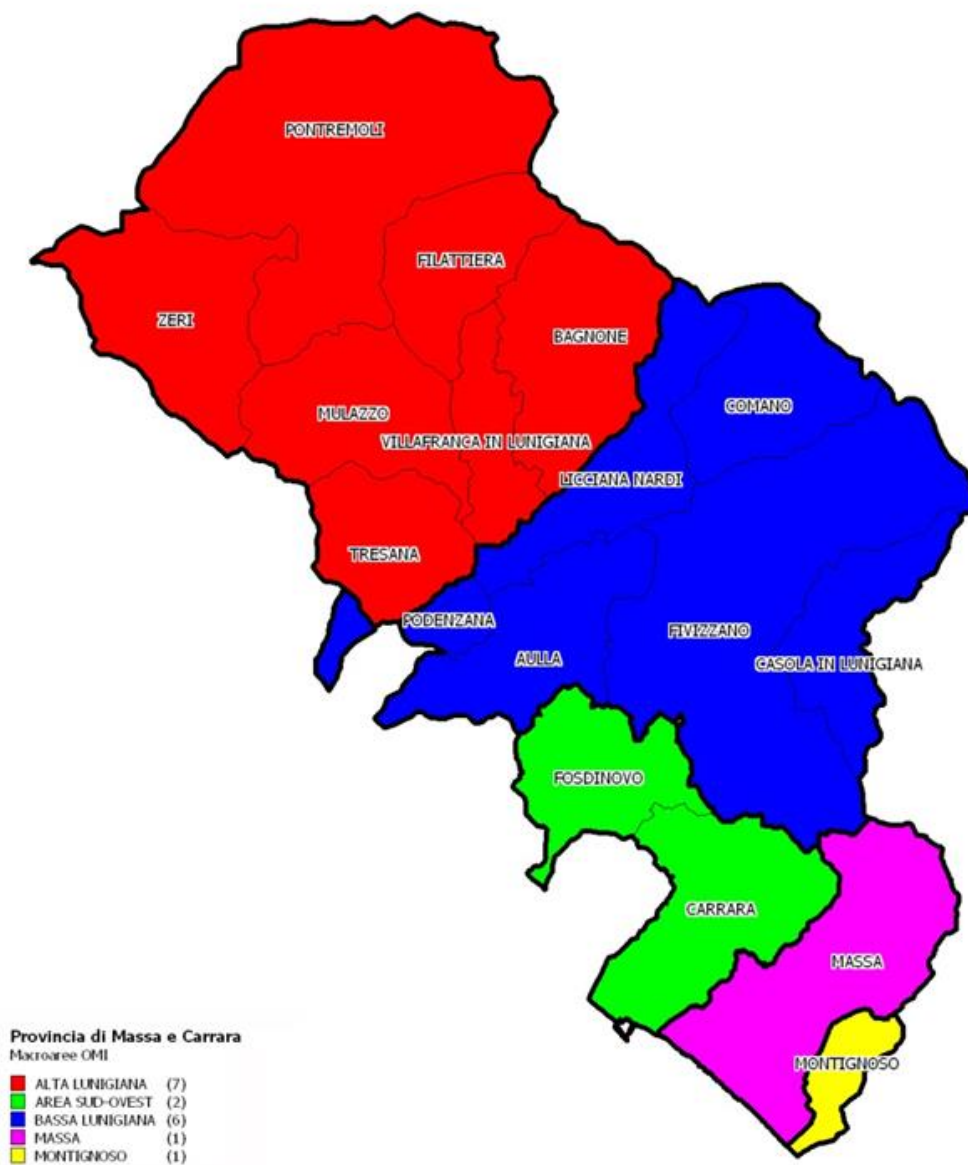 PONTREMOLI
FILATTIERA
ZERI
BAGNONE
COMANO
MULAZZO
VILLAFRANCA IN LUNIGIANA
LICCIANA NARDI
TRESANA
PODENZANA
FIVIZZANO
AULLA
CASOLA IN LUNIGIANA
FOSDINOVO
CARRARA
MASSA
MONTIGNOSO
Provincia di Massa e Carrara
Macroaree OMI
ALTA LUNIGIANA (7)
AREA SUD-OVEST (2)
BASSA LUNIGIANA (6)
MASSA (1)
MONTIGNOSO (1)